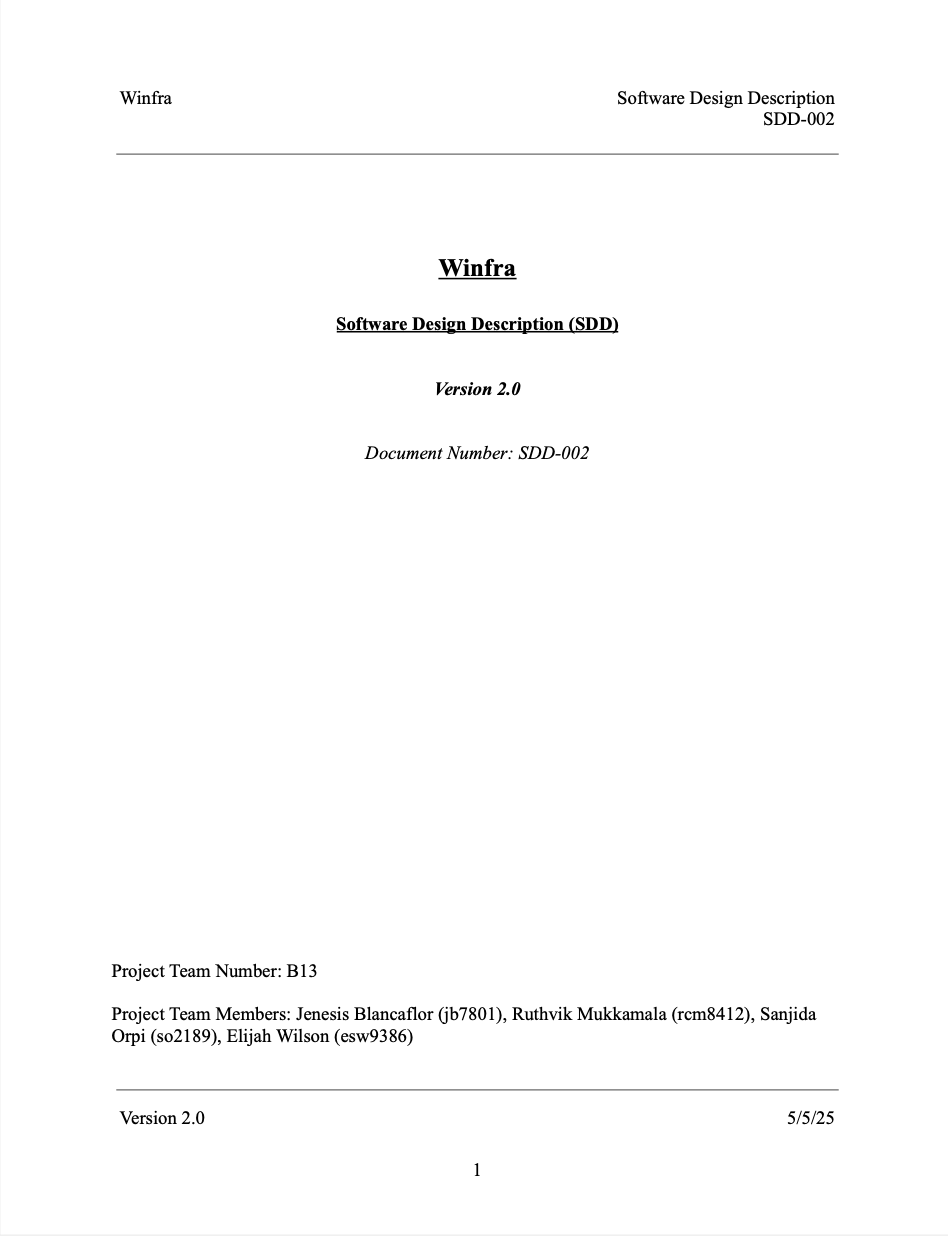 Winfra
Software Design Description
SDD-002
Winfra
Software Design Description (SDD)
Version 2.0
Document Number: SDD-002
Project Team Number: B13
Project Team Members: Jenesis Blancaflor (jb7801), Ruthvik Mukkamala (rcm8412), Sanjida
Orpi (so2189), Elijah Wilson (esw9386)
Version 2.0
5/5/25
1